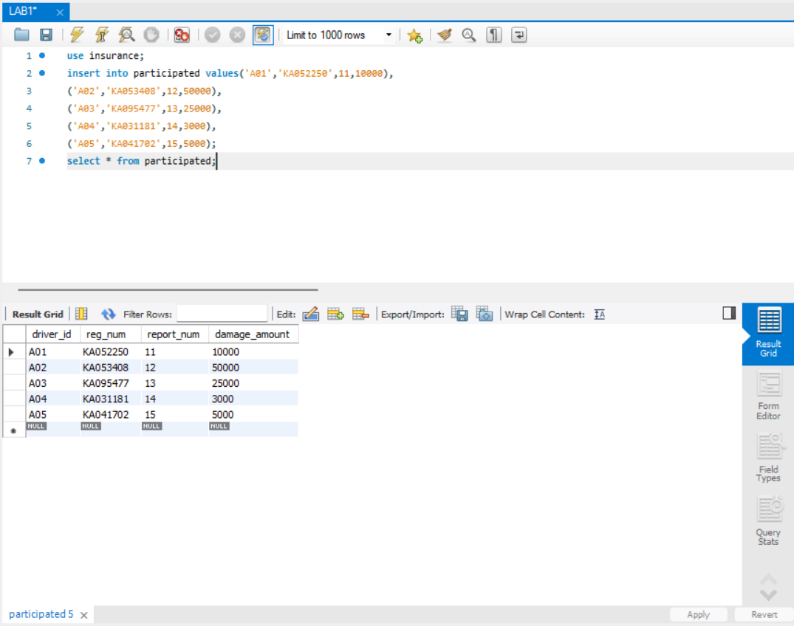 LAB1*
Limit to 1000 rows
1 use insurance;
2 insert into participated values('A01','KA052250',11,10000),
3 ('A02','KA053408',12,50000),
4 ('A03','KA095477',13,25000),
5 ('A04','KA031181',14,3000),
6 ('A05','KA041702',15,5000);
7 select * from participated;
Result Grid Filter Rows: Edit: Export/Import: Wrap Cell Content:
driver_id reg_num report_num damage_amount
A01 KA052250 11 10000
A02 KA053408 12 50000
A03 KA095477 13 25000
A04 KA031181 14 3000
A05 KA041702 15 5000
NULL NULL NULL NULL
Result
Grid
Form
Editor
Field
Types
Query
Stats
participated 5
Apply Revert